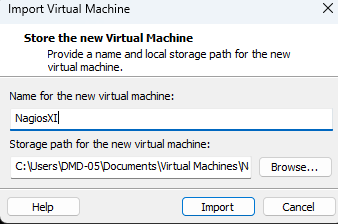 Import Virtual Machine
Store the new Virtual Machine
Provide a name and local storage path for the new
virtual machine.
Name for the new virtual machine:
NagiosXI
Storage path for the new virtual machine:
C:\Users\DMD-05\Documents\Virtual Machines\Na
Browse...
Help
Import
Cancel